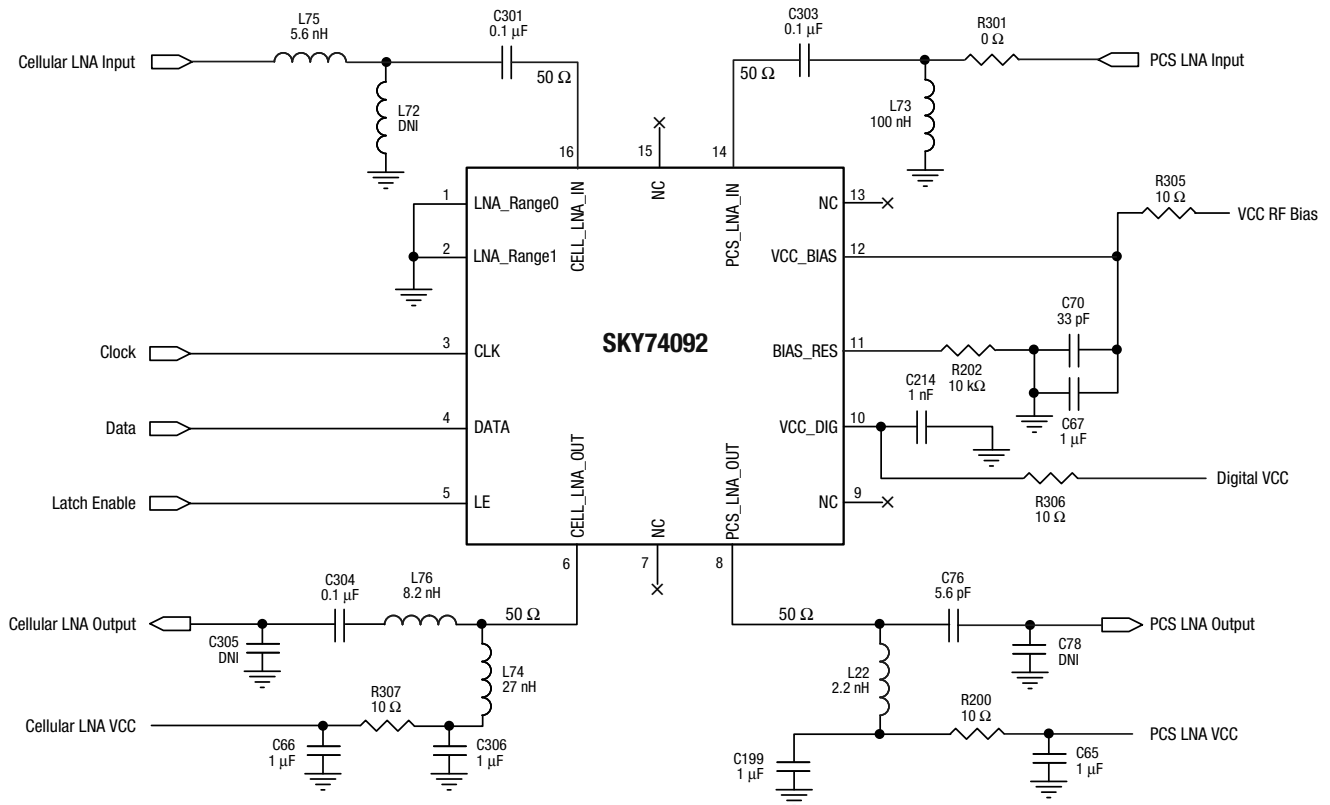 L75
5.6 nH
C301
0.1 µF
C303
0.1 µF
R301
0 Ω
Cellular LNA Input
50 Ω
50 Ω
PCS LNA Input
L72
DNI
L73
100 nH
16
15
14
CELL_LNA_IN
NC
PCS_LNA_IN
1
LNA_Range0
NC
13
R305
10 Ω
VCC RF Bias
2
LNA_Range1
VCC_BIAS
12
C70
33 pF
SKY74092
Clock
3
CLK
BIAS_RES
11
R202
10 kΩ
C214
1 nF
C67
1 µF
Data
4
DATA
VCC_DIG
10
Digital VCC
R306
10 Ω
Latch Enable
5
LE
NC
9
CELL_LNA_OUT
NC
PCS_LNA_OUT
6
7
8
C304
0.1 µF
L76
8.2 nH
C76
5.6 pF
Cellular LNA Output
50 Ω
50 Ω
PCS LNA Output
C305
DNI
C78
DNI
L74
27 nH
L22
2.2 nH
R307
10 Ω
R200
10 Ω
Cellular LNA VCC
PCS LNA VCC
C66
1 µF
C306
1 µF
C199
1 µF
C65
1 µF